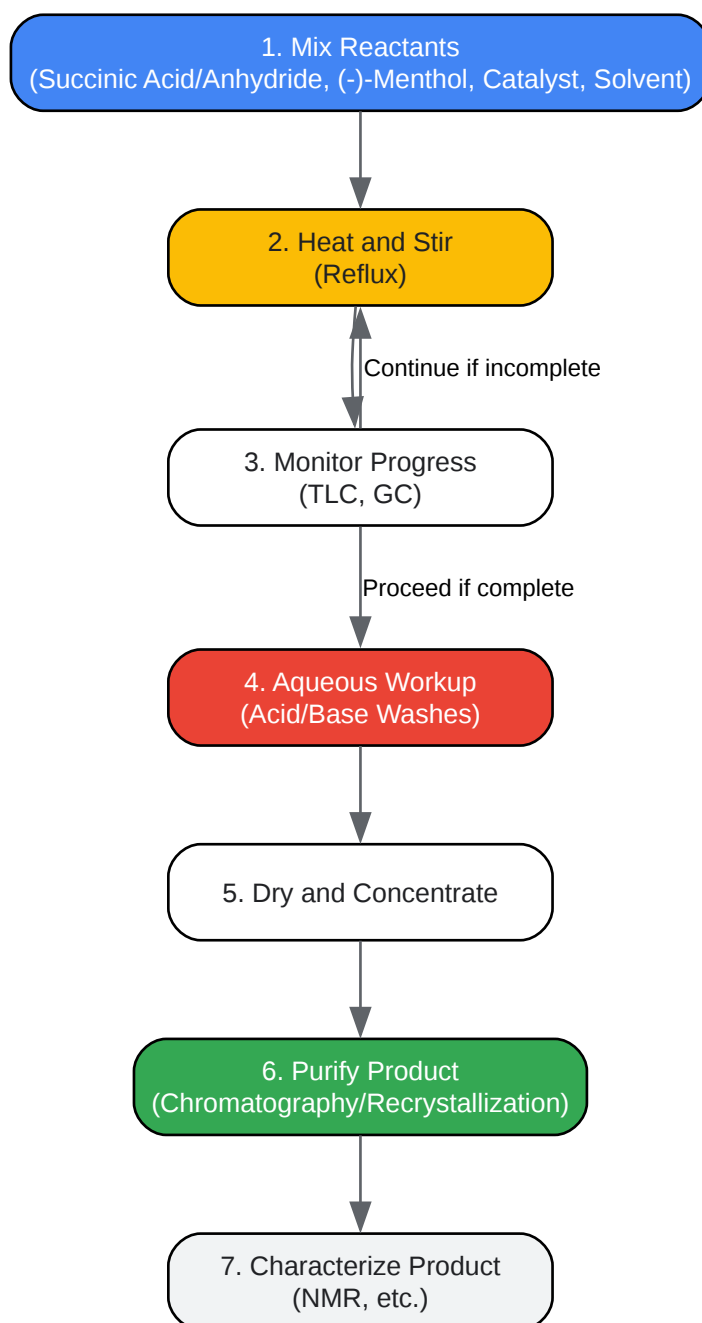 1. Mix Reactants
(Succinic Acid/Anhydride, (-)-Menthol, Catalyst, Solvent)
2. Heat and Stir
(Reflux)
Continue if incomplete
3. Monitor Progress
(TLC, GC)
Proceed if complete
4. Aqueous Workup
(Acid/Base Washes)
5. Dry and Concentrate
6. Purify Product
(Chromatography/Recrystallization)
7. Characterize Product
(NMR, etc.)